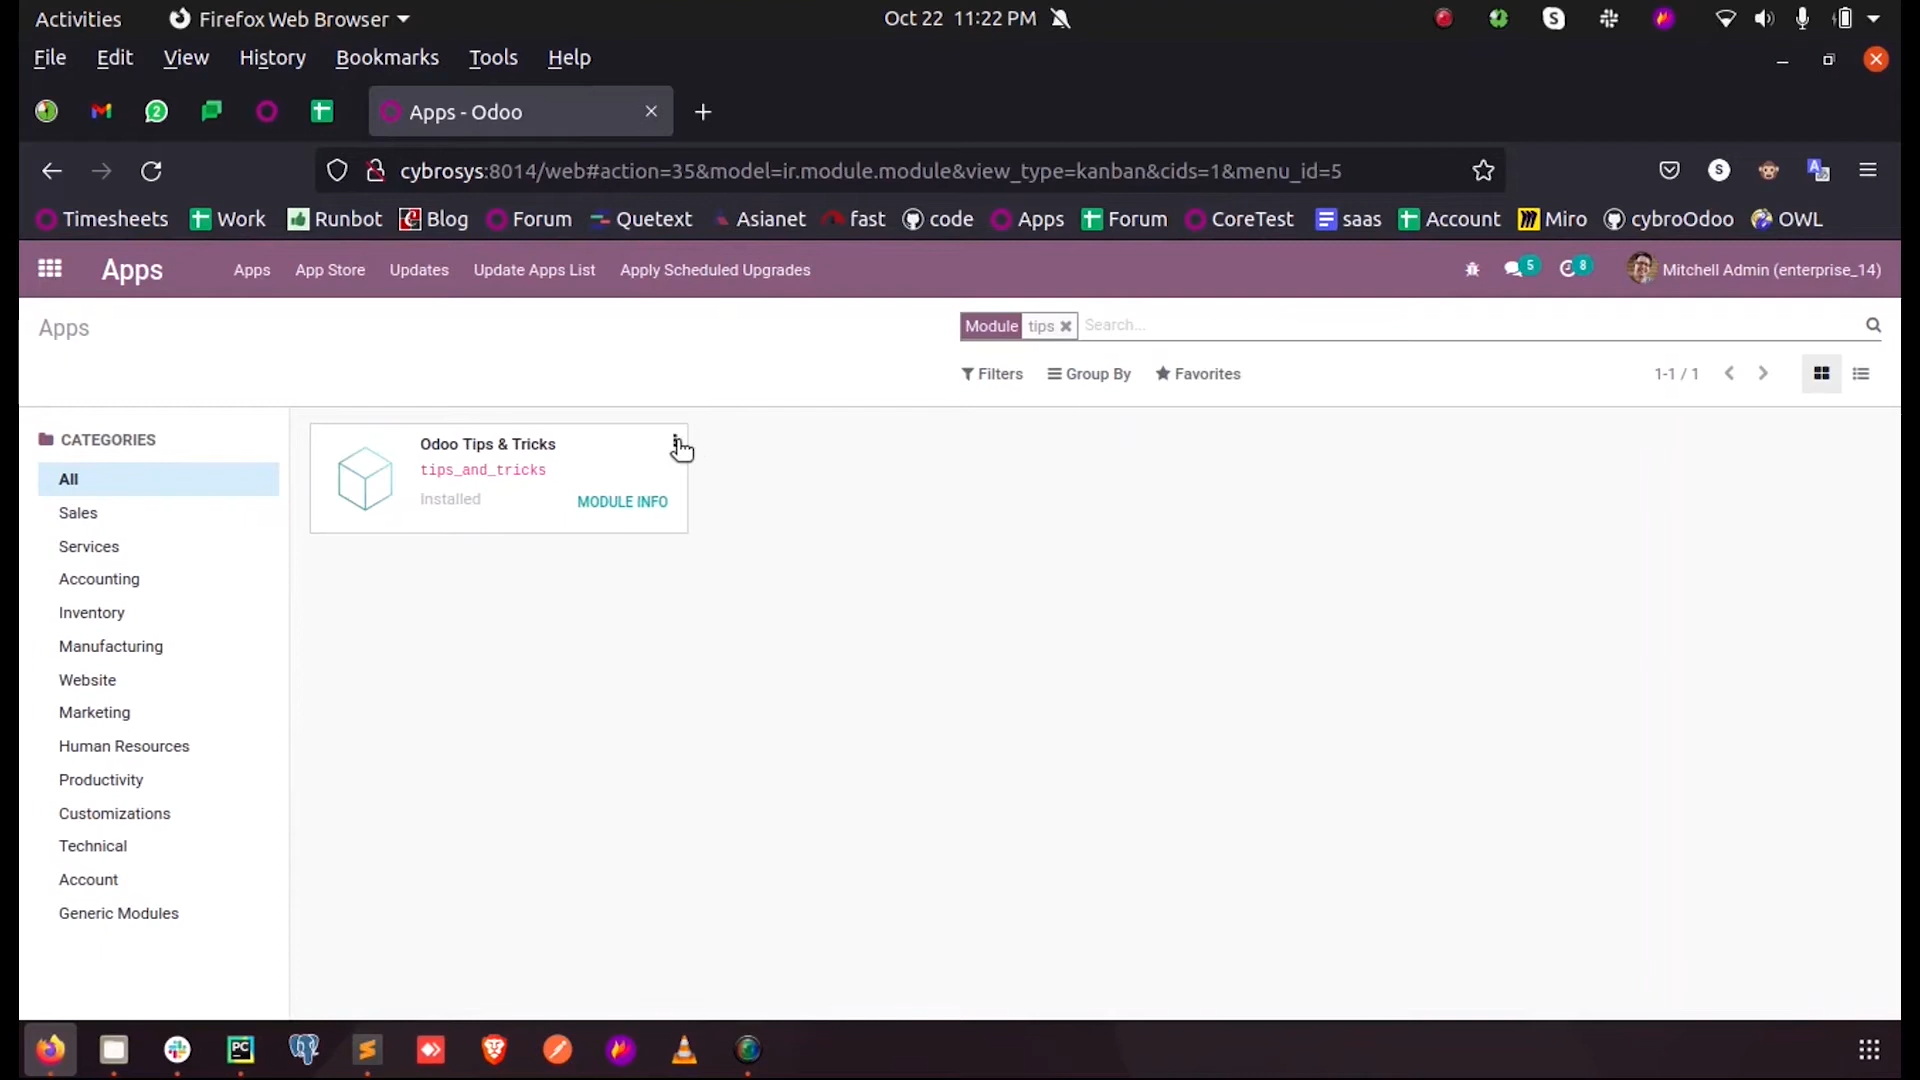 Activities Firefox Web Browser Oct 22 11:22 PM
File Edit View History Bookmarks Tools Help
2 Apps - Odoo
cybrosys:8014/web#action=35&model=ir.module.module&view_type=kanban&cids=1&menu_id=5
Timesheets Work Runbot Blog Forum Quetext Asianet fast code Apps Forum CoreTest saas Account Miro cybroOdoo OWL
Apps Apps App Store Updates Update Apps List Apply Scheduled Upgrades 5 8 Mitchell Admin (enterprise_14)
Apps Module tips Search...
Filters Group By Favorites 1-1 / 1
CATEGORIES
All
Sales
Services
Accounting
Inventory
Manufacturing
Website
Marketing
Human Resources
Productivity
Customizations
Technical
Account
Generic Modules
Odoo Tips & Tricks
tips_and_tricks
Installed MODULE INFO